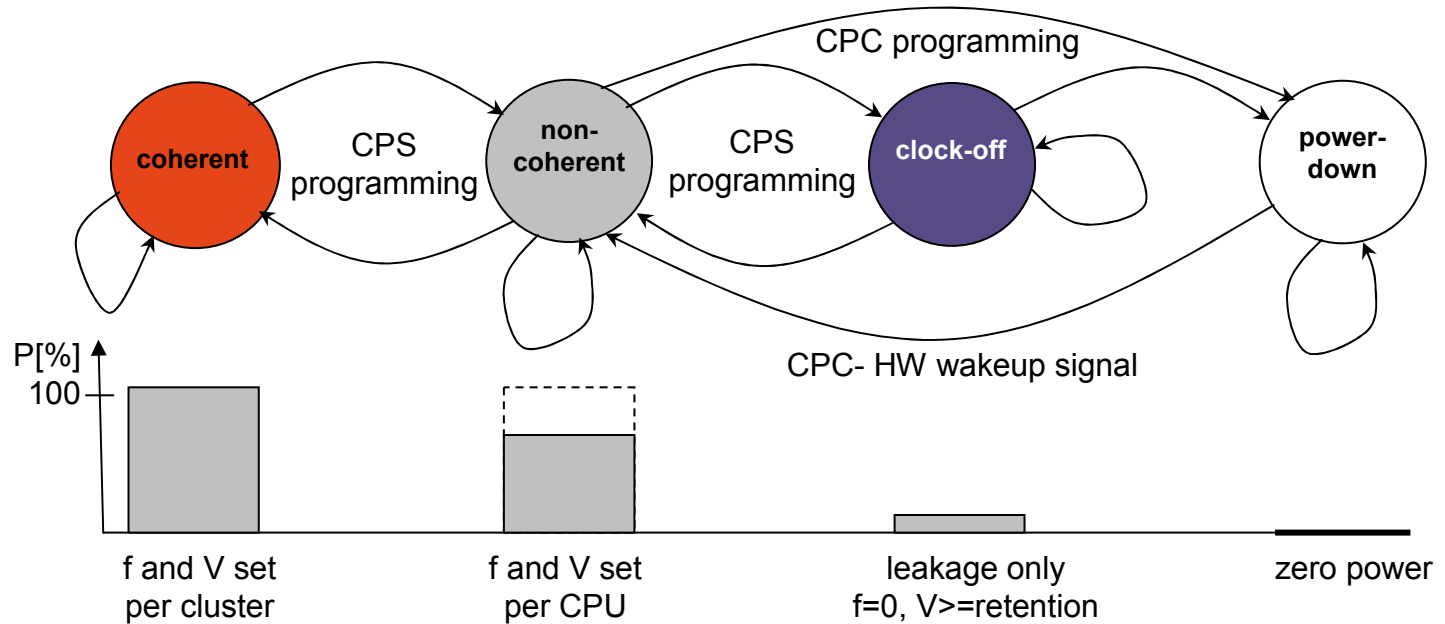 CPC programming
coherent
CPS
programming
non-
coherent
CPS
programming
clock-off
power-
down
CPC- HW wakeup signal
P[%]
100
f and V set
per cluster
f and V set
per CPU
leakage only
f=0, V>=retention
zero power